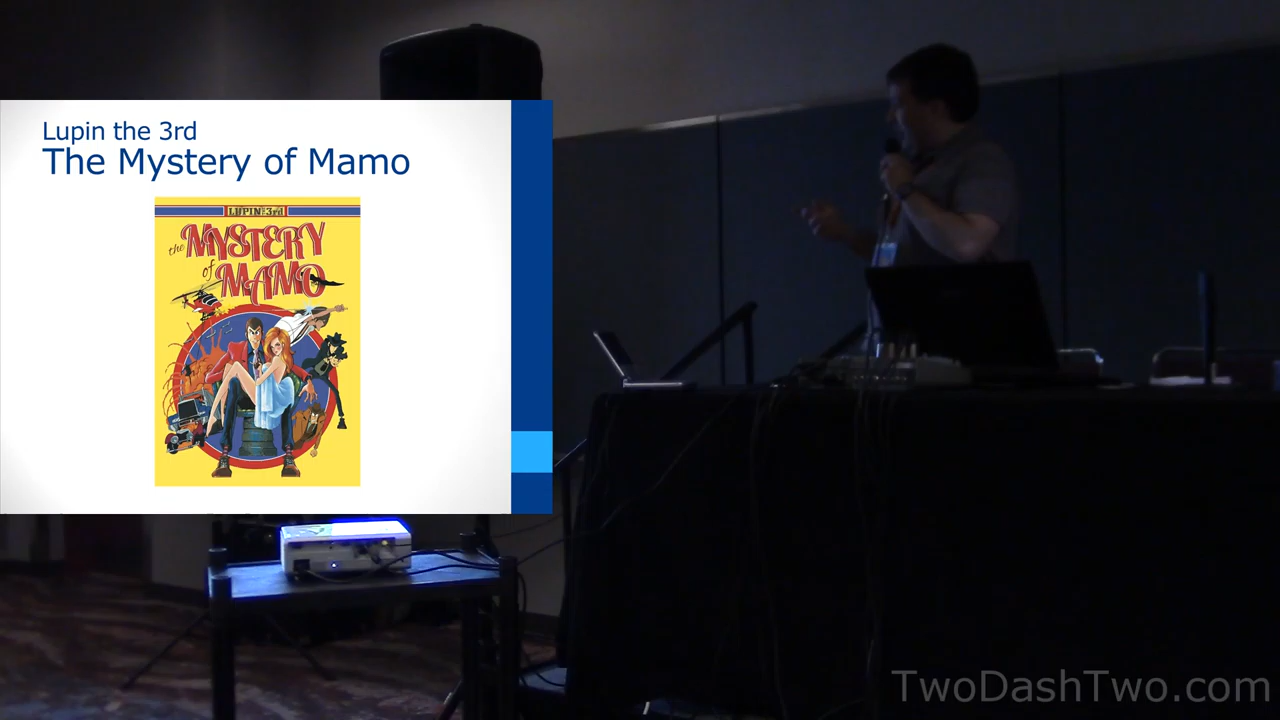 Lupin the 3rd
The Mystery of Mamo
LUPIN THE 3rd
the MYSTERY
of MAMO
TwoDashTwo.com